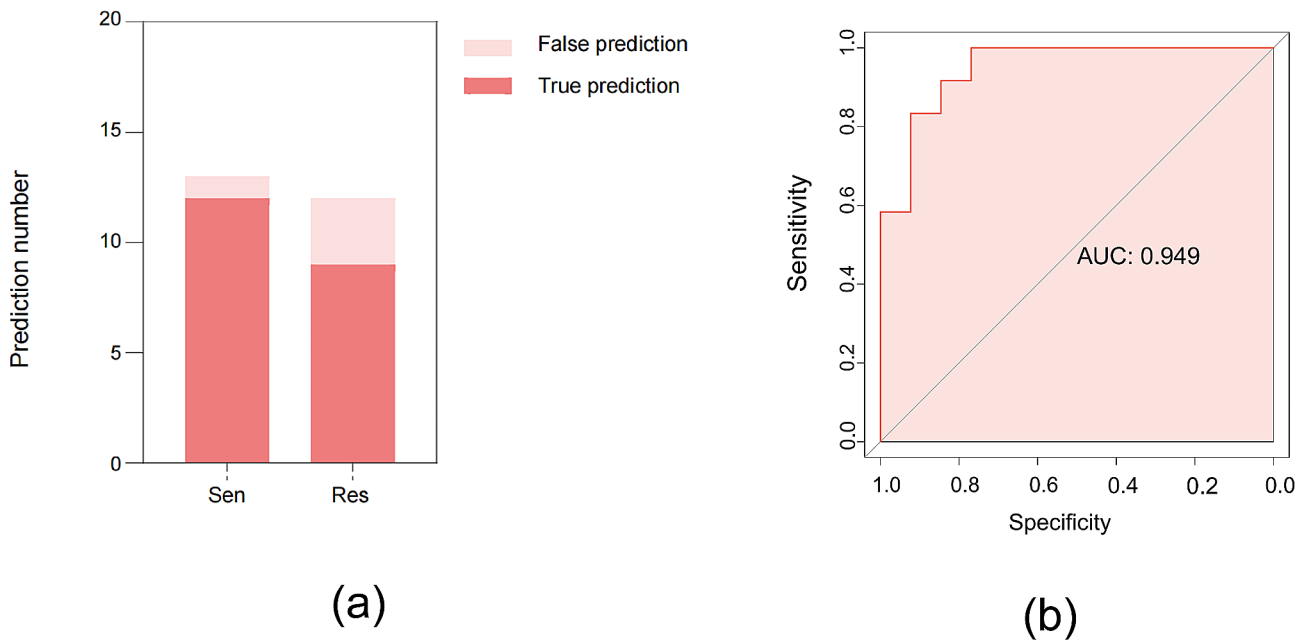 20
15
10
5
0
Prediction number
Sen
Res
False prediction
True prediction
(a)
1.0
0.8
0.6
0.4
0.2
0.0
Sensitivity
AUC: 0.949
1.0
0.8
0.6
0.4
0.2
0.0
Specificity
(b)